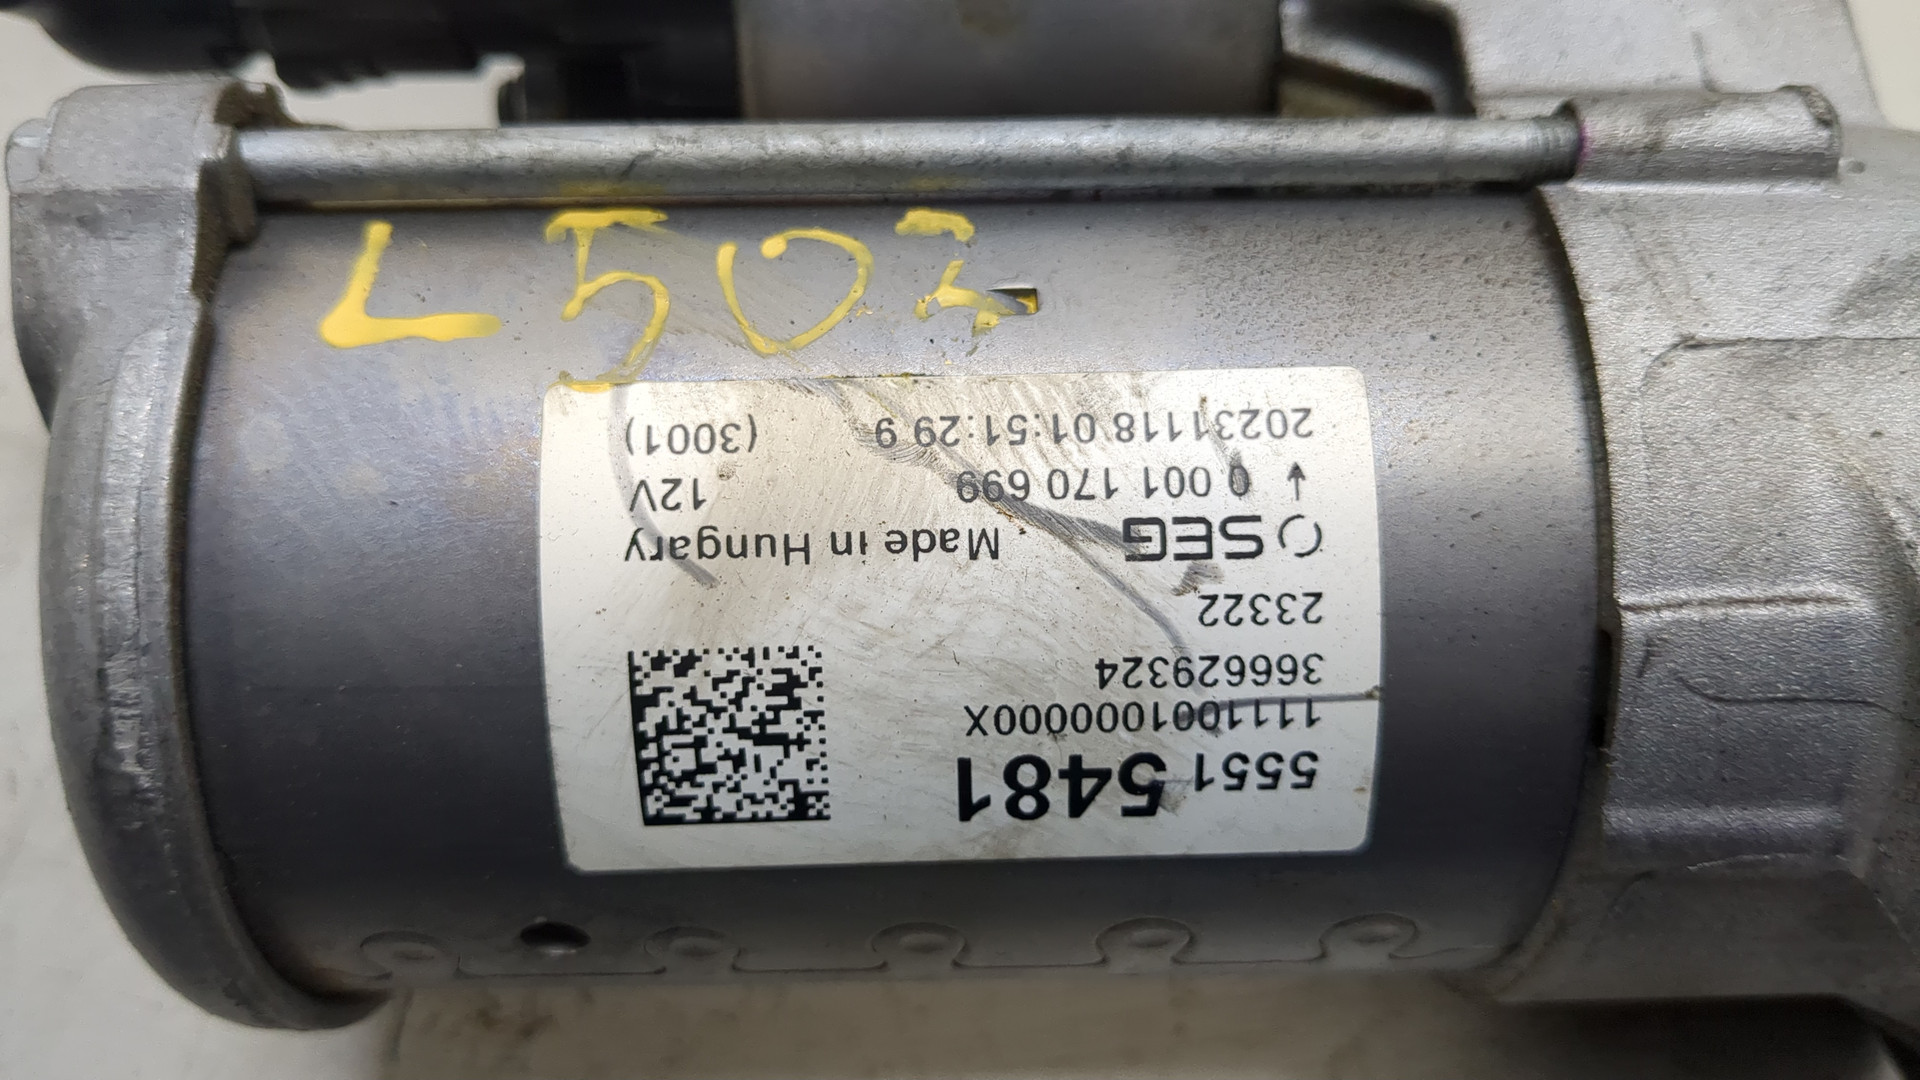 5551 5481
1111001000000X
366629324
23322
SEG Made in Hungary
↑ 0 001 170 699 12V
20231118 01:51:29 9 (3001)